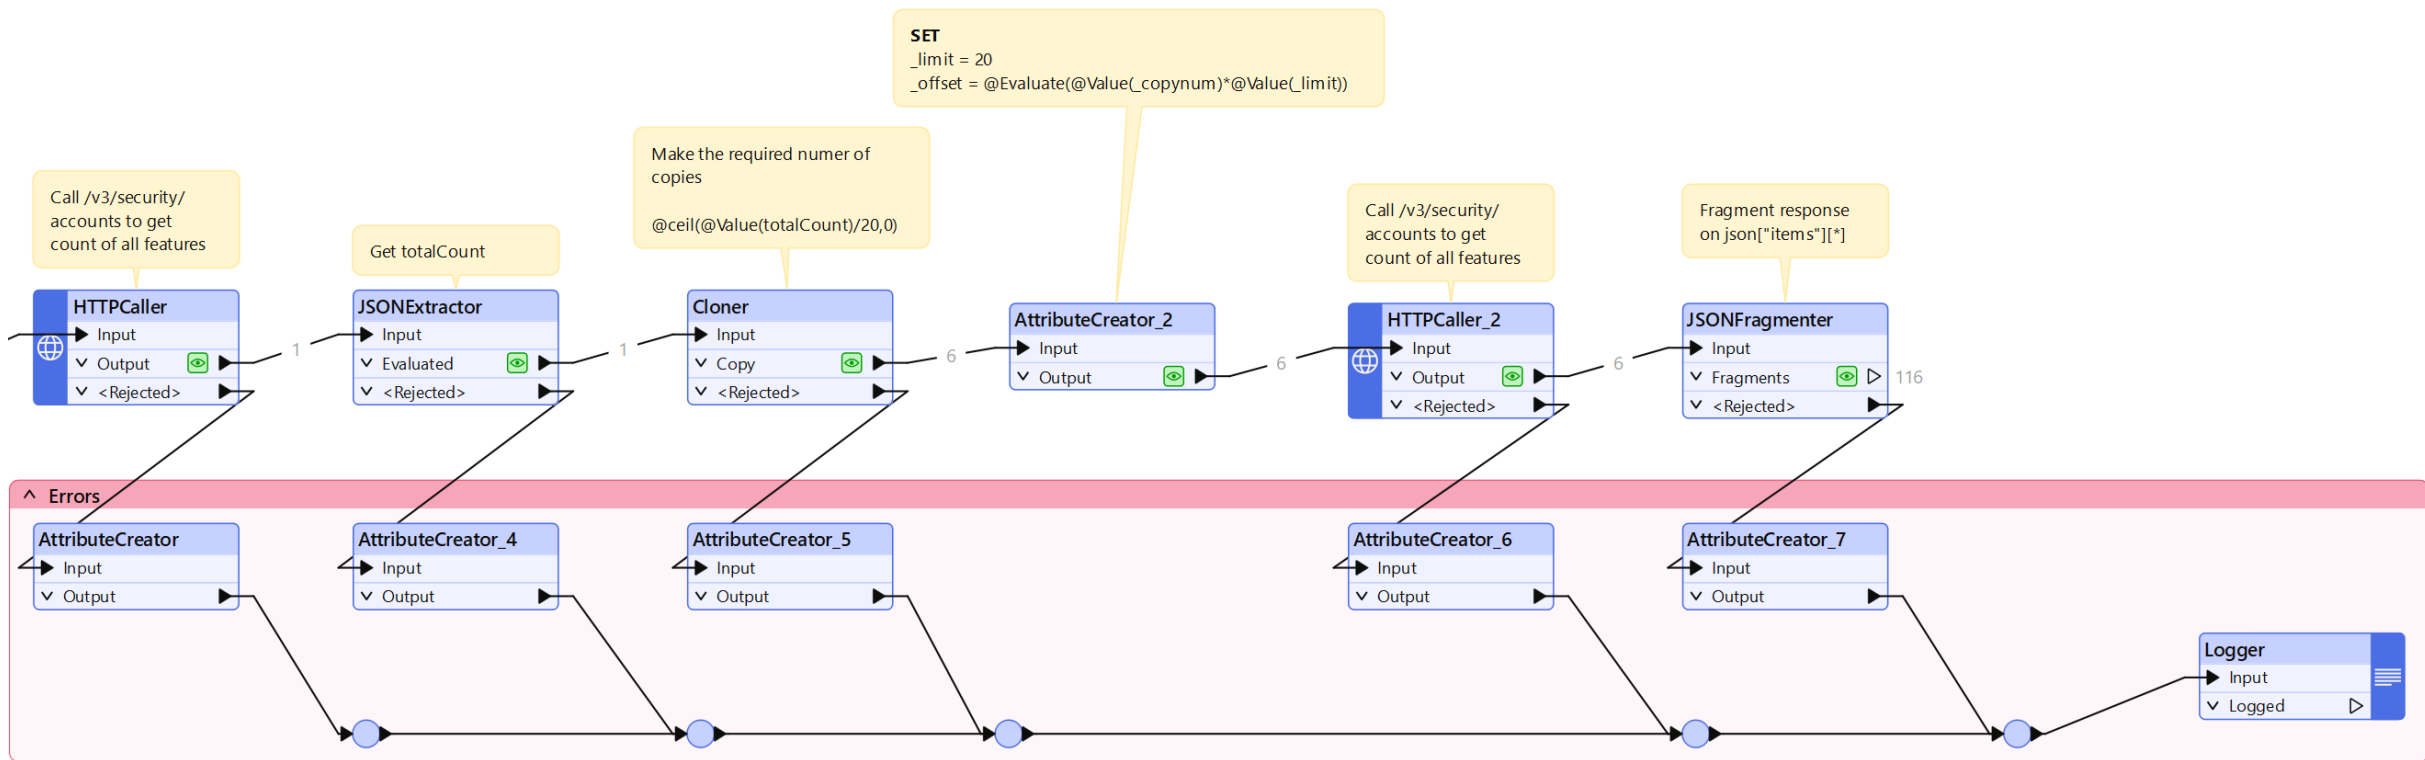 SET
_limit = 20
_offset = @Evaluate(@Value(_copynum)*@Value(_limit))
Make the required numer of
copies
@ceil(@Value(totalCount)/20,0)
Call /v3/security/
accounts to get
count of all features
Get totalCount
Call /v3/security/
accounts to get
count of all features
Fragment response
on json["items"][*]
HTTPCaller
Input
Output
<Rejected>
1
JSONExtractor
Input
Evaluated
<Rejected>
1
Cloner
Input
Copy
<Rejected>
6
AttributeCreator_2
Input
Output
6
HTTPCaller_2
Input
Output
<Rejected>
6
JSONFragmenter
Input
Fragments
<Rejected>
116
Errors
AttributeCreator
Input
Output
AttributeCreator_4
Input
Output
AttributeCreator_5
Input
Output
AttributeCreator_6
Input
Output
AttributeCreator_7
Input
Output
Logger
Input
Logged